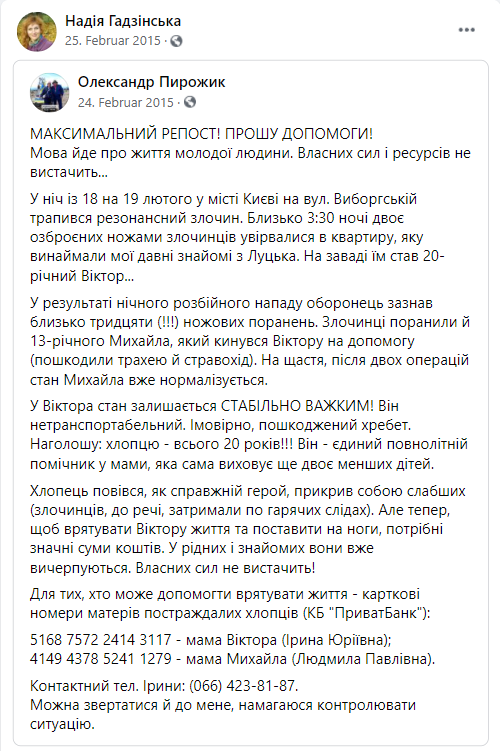 Надія Гадзінська
25. Februar 2015 ·
Олександр Пирожик
24. Februar 2015 ·
МАКСИМАЛЬНИЙ РЕПОСТ! ПРОШУ ДОПОМОГИ!
Мова йде про життя молодої людини. Власних сил і ресурсів не
вистачить...
У ніч із 18 на 19 лютого у місті Києві на вул. Виборгській
трапився резонансний злочин. Близько 3:30 ночі двоє
озброєних ножами злочинців увірвалися в квартиру, яку
винаймали мої давні знайомі з Луцька. На заваді їм став 20-
річний Віктор...
У результаті нічного розбійного нападу оборонець зазнав
близько тридцяти (!!!) ножових поранень. Злочинці поранили й
13-річного Михайла, який кинувся Віктору на допомогу
(пошкодили трахею й стравохід). На щастя, після двох операцій
стан Михайла вже нормалізується.
У Віктора стан залишається СТАБІЛЬНО ВАЖКИМ! Він
нетранспортабельний. Імовірно, пошкоджений хребет.
Наголошу: хлопцю - всього 20 років!!! Він - єдиний повнолітній
помічник у мами, яка сама виховує ще двоє менших дітей.
Хлопець повівся, як справжній герой, прикрив собою слабших
(злочинців, до речі, затримали по гарячих слідах). Але тепер,
щоб врятувати Віктору життя та поставити на ноги, потрібні
значні суми коштів. У рідних і знайомих вони вже
вичерпуються. Власних сил не вистачить!
Для тих, хто може допомогти врятувати життя - карткові
номери матерів постраждалих хлопців (КБ "ПриватБанк"):
5168 7572 2414 3117 - мама Віктора (Ірина Юріївна);
4149 4378 5241 1279 - мама Михайла (Людмила Павлівна).
Контактний тел. Ірини: (066) 423-81-87.
Можна звертатися й до мене, намагаюся контролювати
ситуацію.